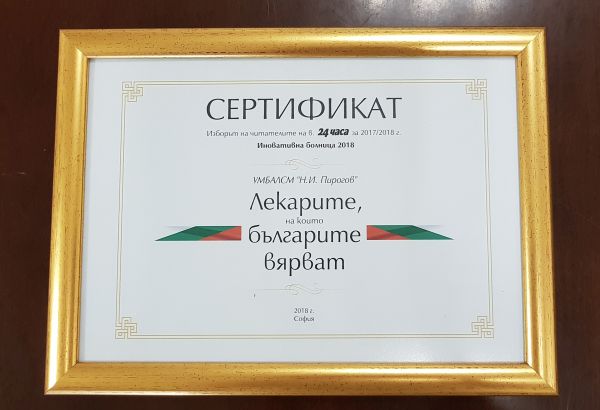 СЕРТИФИКАТ
Изборът на читателите на в. 24 часа за 2017/2018 г.
Иновативна болница 2018
УМБАЛСМ "Н.И. Пирогов"
Лекарите,
на които
българите
вярват
2018 г.
София